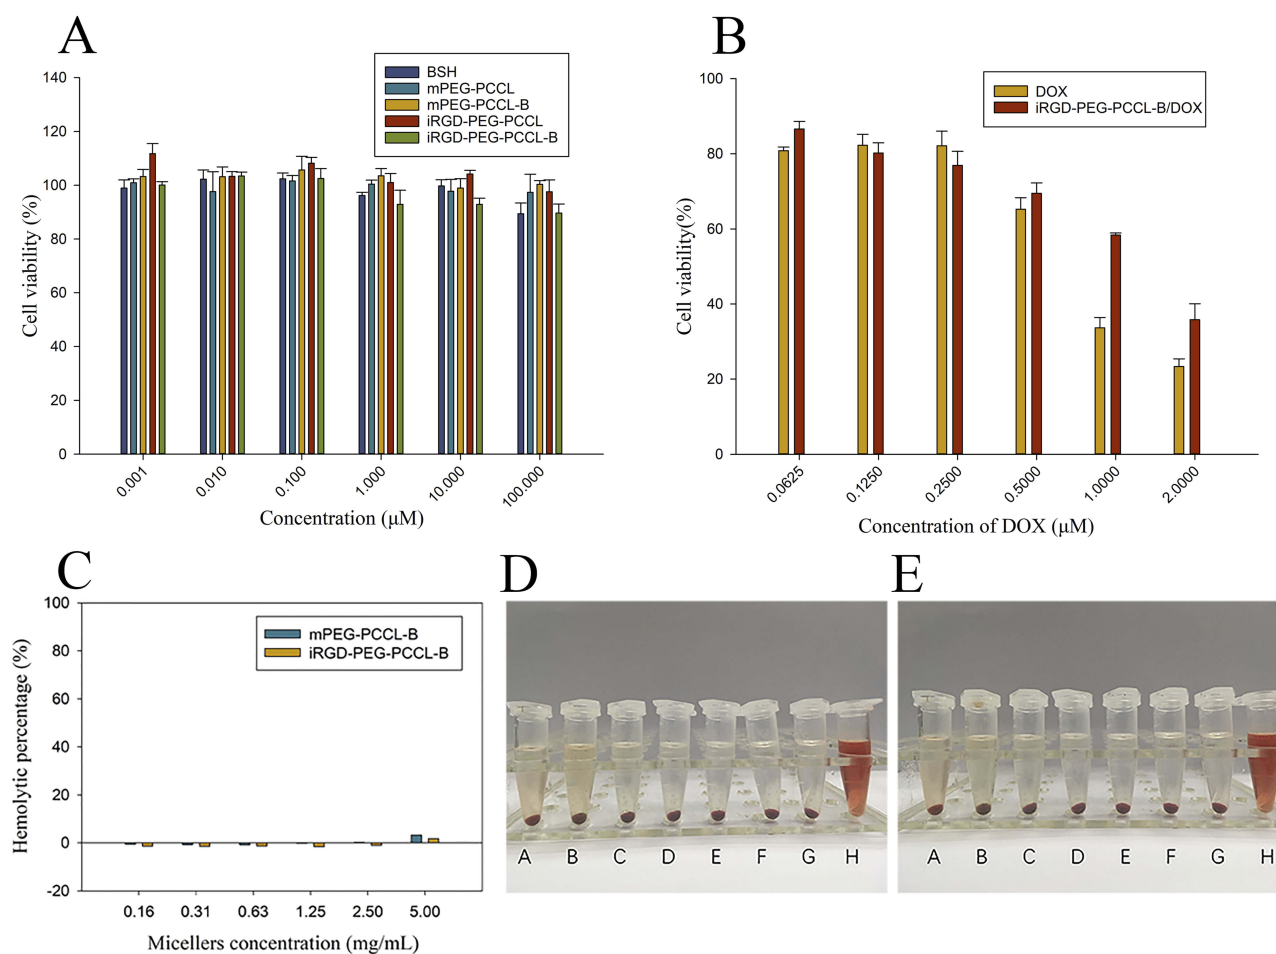 A
140
120
100
80
60
40
20
0
Cell viability (%)
BSH
mPEG-PCCL
mPEG-PCCL-B
iRGD-PEG-PCCL
iRGD-PEG-PCCL-B
0.001 0.010 0.100 1.000 10.000 100.000
Concentration (μM)
B
100
80
60
40
20
0
Cell viability(%)
DOX
iRGD-PEG-PCCL-B/DOX
0.0625 0.1250 0.2500 0.5000 1.0000 2.0000
Concentration of DOX (μM)
C
100
80
60
40
20
0
-20
Hemolytic percentage (%)
mPEG-PCCL-B
iRGD-PEG-PCCL-B
0.16 0.31 0.63 1.25 2.50 5.00
Micellers concentration (mg/mL)
D
A B C D E F G H
E
A B C D E F G H